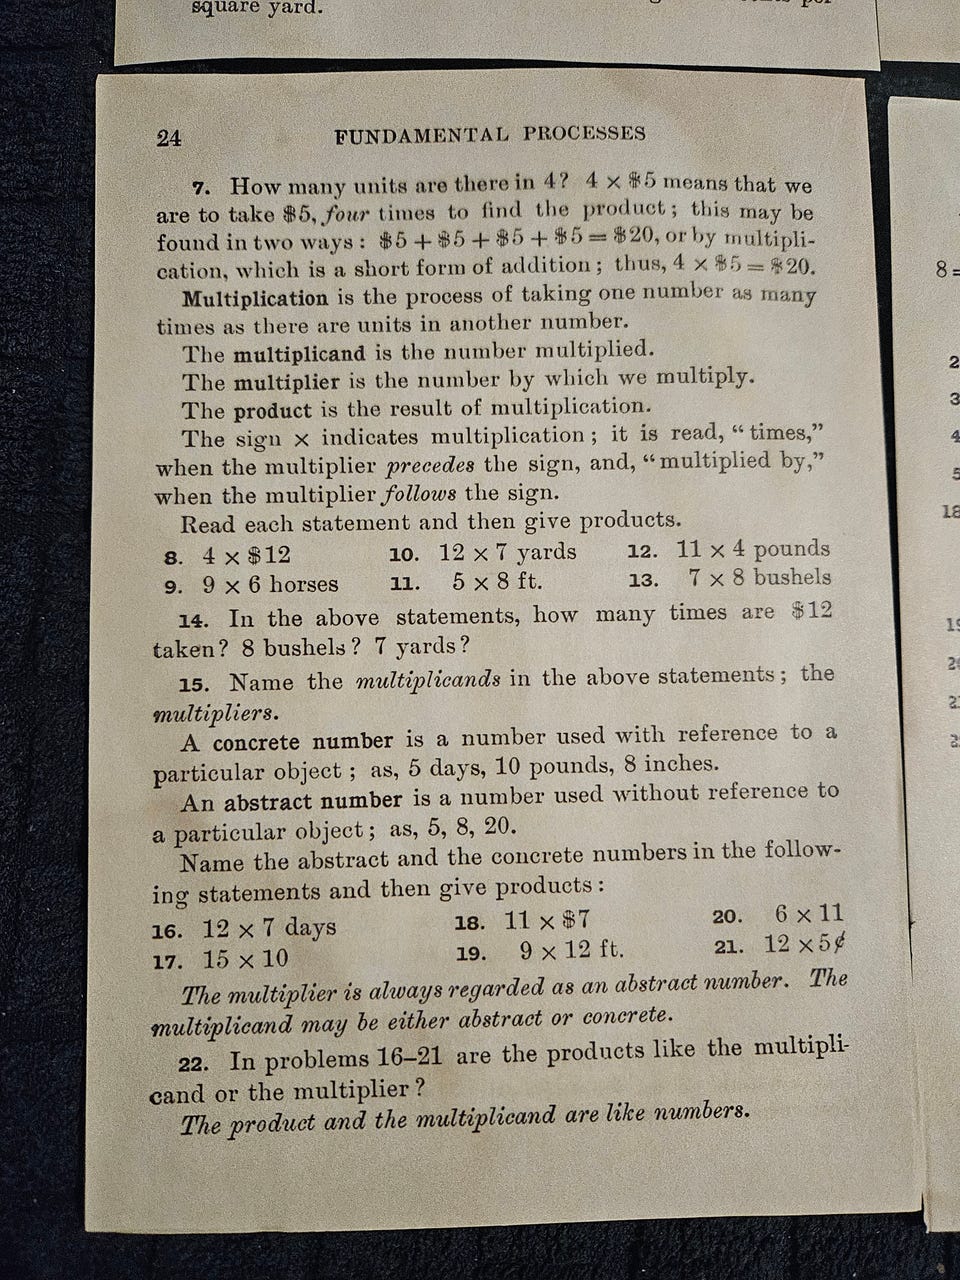 square yard.
24 FUNDAMENTAL PROCESSES
7. How many units are there in 4? 4 × $5 means that we
are to take $5, four times to find the product; this may be
found in two ways: $5 + $5 + $5 + $5 = $20, or by multipli-
cation, which is a short form of addition; thus, 4 × $5 = $20.
Multiplication is the process of taking one number as many
times as there are units in another number.
The multiplicand is the number multiplied.
The multiplier is the number by which we multiply.
The product is the result of multiplication.
The sign × indicates multiplication; it is read, "times,"
when the multiplier precedes the sign, and, "multiplied by,"
when the multiplier follows the sign.
Read each statement and then give products.
8. 4 × $12 10. 12 × 7 yards 12. 11 × 4 pounds
9. 9 × 6 horses 11. 5 × 8 ft. 13. 7 × 8 bushels
14. In the above statements, how many times are $12
taken? 8 bushels? 7 yards?
15. Name the multiplicands in the above statements; the
multipliers.
A concrete number is a number used with reference to a
particular object; as, 5 days, 10 pounds, 8 inches.
An abstract number is a number used without reference to
a particular object; as, 5, 8, 20.
Name the abstract and the concrete numbers in the follow-
ing statements and then give products:
16. 12 × 7 days 18. 11 × $7 20. 6 × 11
17. 15 × 10 19. 9 × 12 ft. 21. 12 × 5¢
The multiplier is always regarded as an abstract number. The
multiplicand may be either abstract or concrete.
22. In problems 16–21 are the products like the multipli-
cand or the multiplier?
The product and the multiplicand are like numbers.
8 =
2
3
4
5
18